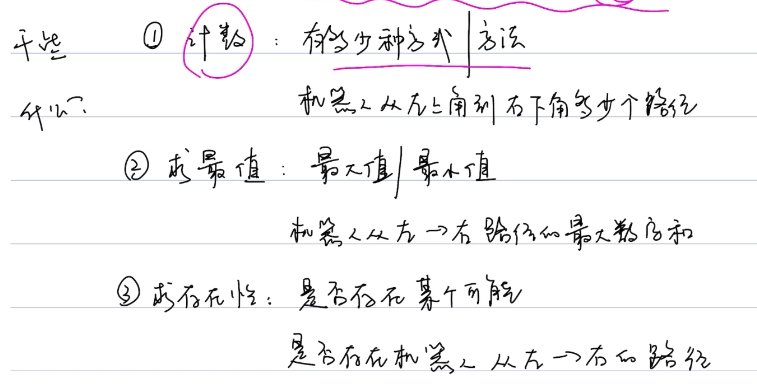 干些 ① 计数：有多少种方式|方法
什么? 机器人从左上角到右下角多少个路径
② 求最值：最大值|最小值
机器人从左→右路径的最大数字和
③ 求存在性：是否存在某个可能
是否存在机器人从左→右的路径